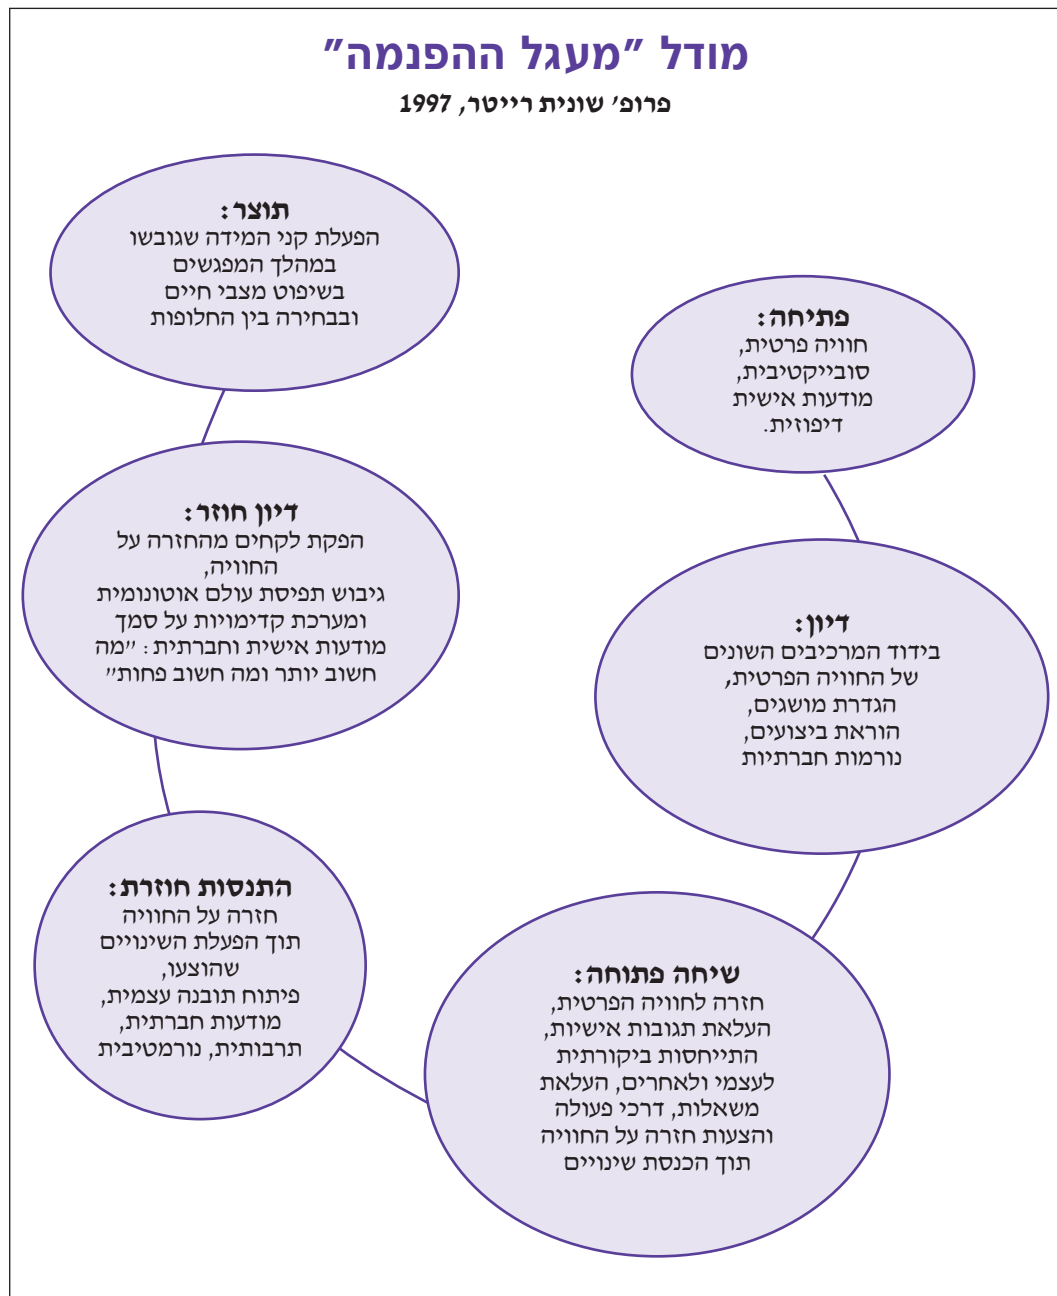 מודל "מעגל ההפנמה"
פרופ' שונית רייטר, 1997
פתיחה:
חוויה פרטית,
סובייקטיבית,
מודעות אישית
דיפוזית.
דיון:
בידוד המרכיבים השונים
של החוויה הפרטית,
הגדרת מושגים,
הוראת ביצועים,
נורמות חברתיות
שיחה פתוחה:
חזרה לחוויה הפרטית,
העלאת תגובות אישיות,
התייחסות ביקורתית
לעצמי ולאחרים, העלאת
משאלות, דרכי פעולה
והצעות חזרה על החוויה
תוך הכנסת שינויים
התנסות חוזרת:
חזרה על החוויה
תוך הפעלת השינויים
שהוצעו,
פיתוח תובנה עצמית,
מודעות חברתית,
תרבותית, נורמטיבית
דיון חוזר:
הפקת לקחים מהחזרה על
החוויה,
גיבוש תפיסת עולם אוטונומית
ומערכת קדימויות על סמך
מודעות אישית וחברתית: "מה
חשוב יותר ומה חשוב פחות"
תוצר:
הפעלת קני המידה שגובשו
במהלך המפגשים
בשיפוט מצבי חיים
ובבחירה בין החלופות